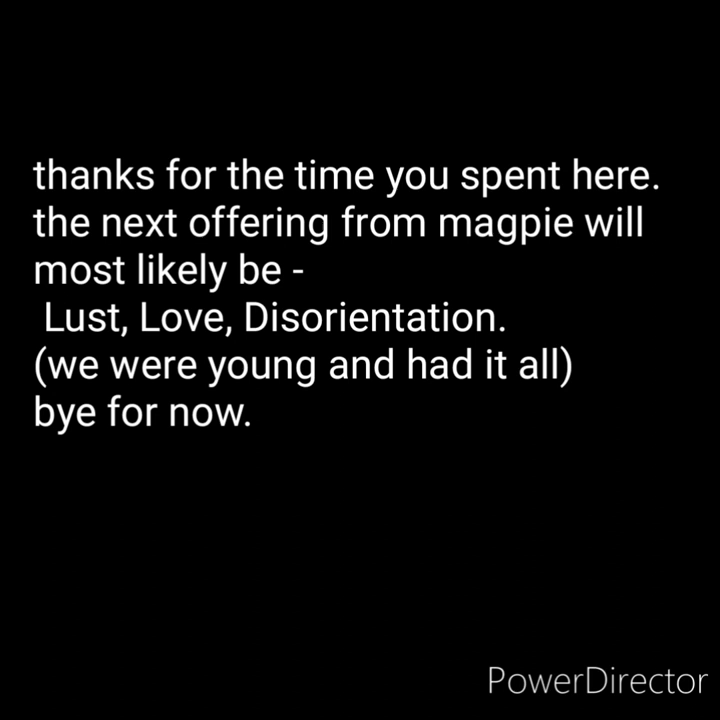 thanks for the time you spent here.
the next offering from magpie will
most likely be -
Lust, Love, Disorientation.
(we were young and had it all)
bye for now.
PowerDirector